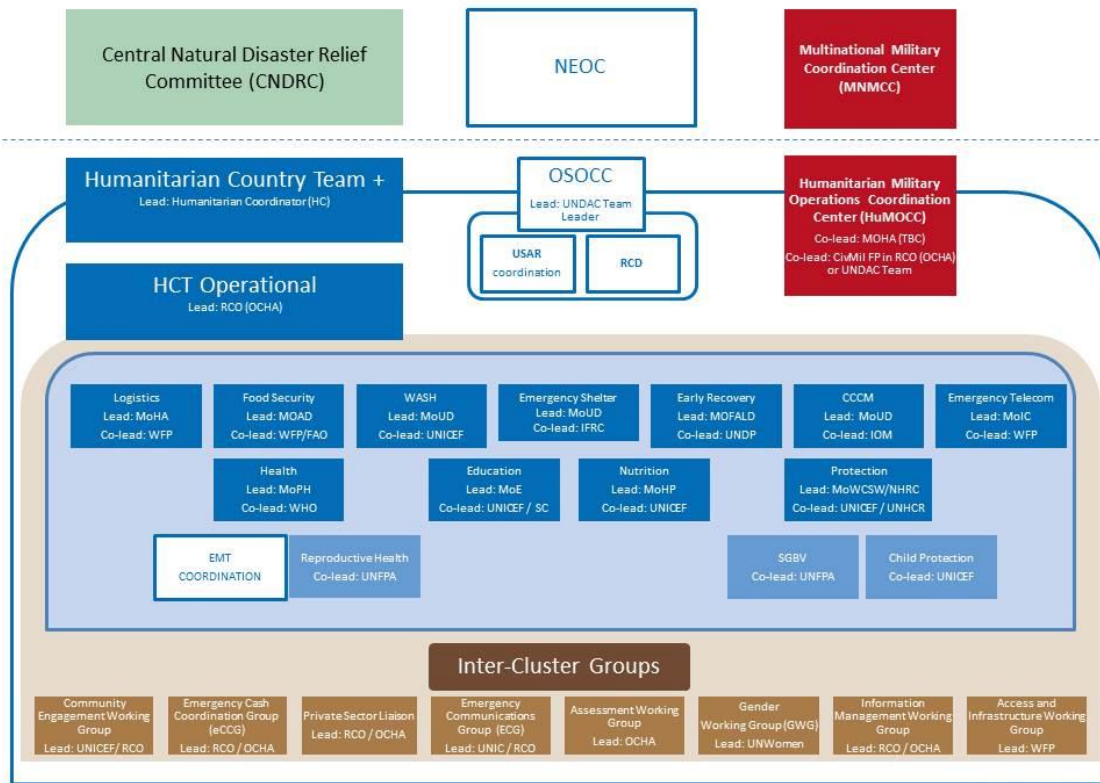 Central Natural Disaster Relief
Committee (CNDRC)
NEOC
Multinational Military
Coordination Center
(MNMCC)
Humanitarian Country Team +
Lead: Humanitarian Coordinator (HC)
OSOCC
Lead: UNDAC Team
Leader
USAR
coordination
RCD
Humanitarian Military
Operations Coordination
Center (HuMOCC)
Co-lead: MOHA (TBC)
Co-lead: CivMil FP in RCO (OCHA)
or UNDAC Team
HCT Operational
Lead: RCO (OCHA)
Logistics
Lead: MoHA
Co-lead: WFP
Food Security
Lead: MOAD
Co-lead: WFP/FAO
WASH
Lead: MoUD
Co-lead: UNICEF
Emergency Shelter
Lead: MoUD
Co-lead: IFRC
Early Recovery
Lead: MOFALD
Co-lead: UNDP
CCCM
Lead: MoUD
Co-lead: IOM
Emergency Telecom
Lead: MoIC
Co-lead: WFP
Health
Lead: MoPH
Co-lead: WHO
Education
Lead: MoE
Co-lead: UNICEF / SC
Nutrition
Lead: MoHP
Co-lead: UNICEF
Protection
Lead: MoWCSW/NHRC
Co-lead: UNICEF / UNHCR
EMT
COORDINATION
Reproductive Health
Co-lead: UNFPA
SGBV
Co-lead: UNFPA
Child Protection
Co-lead: UNICEF
Inter-Cluster Groups
Community
Engagement Working
Group
Lead: UNICEF/ RCO
Emergency Cash
Coordination Group
(eCCG)
Lead: RCO / OCHA
Private Sector Liaison
Lead: RCO / OCHA
Emergency
Communications
Group (ECG)
Lead: UNIC / RCO
Assessment Working
Group
Lead: OCHA
Gender
Working Group (GWG)
Lead: UNWomen
Information
Management Working
Group
Lead: RCO / OCHA
Access and
Infrastructure Working
Group
Lead: WFP